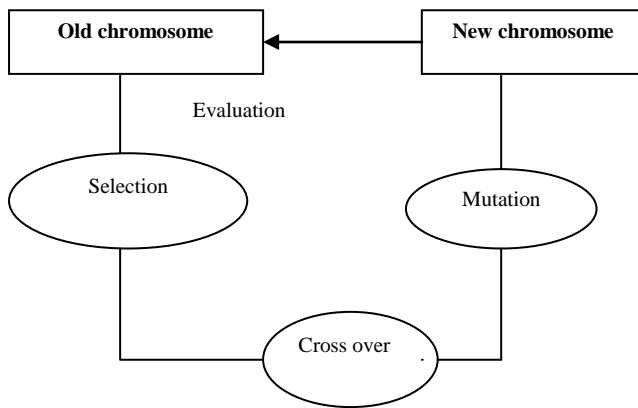 Old chromosome
New chromosome
Evaluation
Selection
Mutation
Cross over